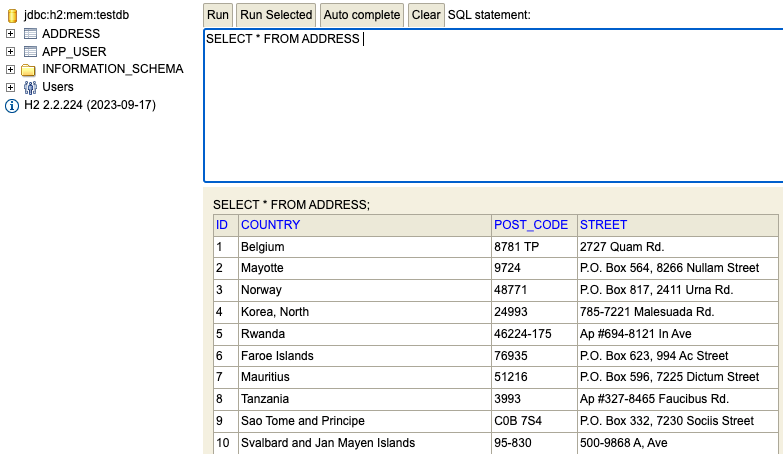 jdbc:h2:mem:testdb
ADDRESS
APP_USER
INFORMATION_SCHEMA
Users
H2 2.2.224 (2023-09-17)
Run Run Selected Auto complete Clear SQL statement:
SELECT * FROM ADDRESS
SELECT * FROM ADDRESS;
ID COUNTRY POST_CODE STREET
1 Belgium 8781 TP 2727 Quam Rd.
2 Mayotte 9724 P.O. Box 564, 8266 Nullam Street
3 Norway 48771 P.O. Box 817, 2411 Urna Rd.
4 Korea, North 24993 785-7221 Malesuada Rd.
5 Rwanda 46224-175 Ap #694-8121 In Ave
6 Faroe Islands 76935 P.O. Box 623, 994 Ac Street
7 Mauritius 51216 P.O. Box 596, 7225 Dictum Street
8 Tanzania 3993 Ap #327-8465 Faucibus Rd.
9 Sao Tome and Principe C0B 7S4 P.O. Box 332, 7230 Sociis Street
10 Svalbard and Jan Mayen Islands 95-830 500-9868 A, Ave